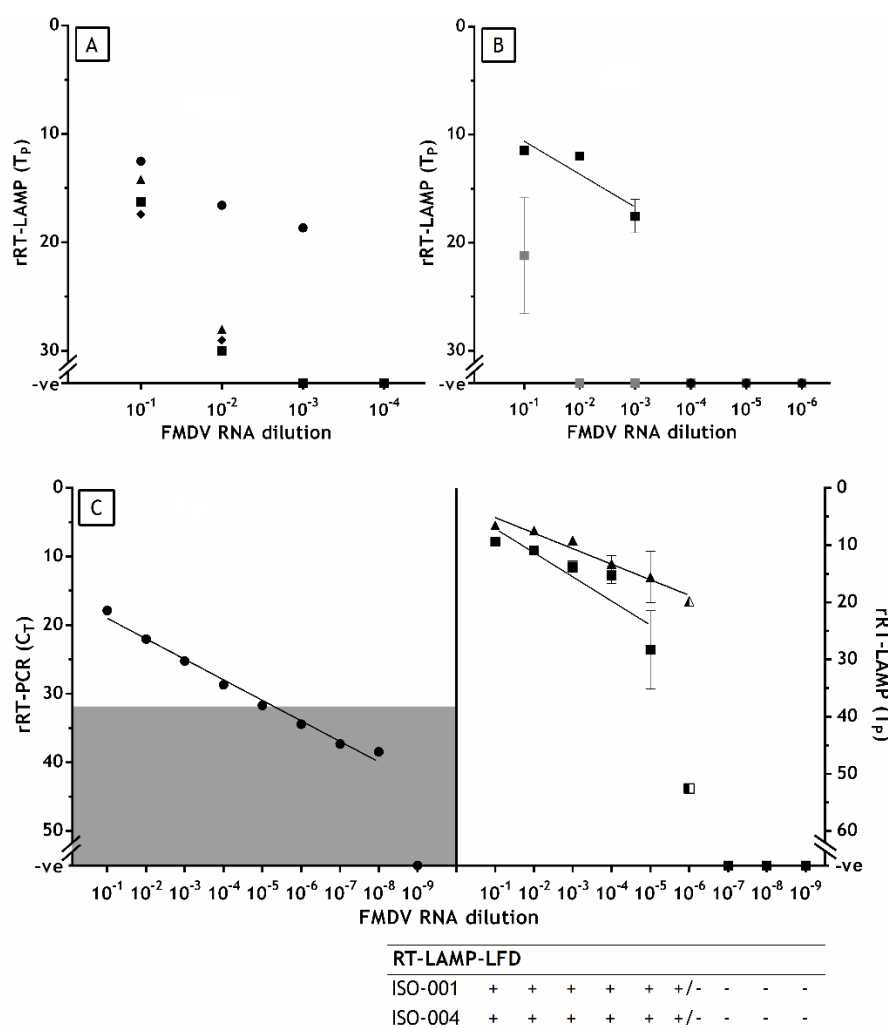 A
B
0
10
20
30
-ve
rRT-LAMP (TP)
10-1 10-2 10-3 10-4
FMDV RNA dilution
0
10
20
30
-ve
rRT-LAMP (TP)
10-1 10-2 10-3 10-4 10-5 10-6
FMDV RNA dilution
C
0
10
20
30
40
50
-ve
rRT-PCR (CT)
0
10
20
30
40
50
60
-ve
rRT-LAMP (TP)
10-1 10-2 10-3 10-4 10-5 10-6 10-7 10-8 10-9 10-1 10-2 10-3 10-4 10-5 10-6 10-7 10-8 10-9
FMDV RNA dilution
RT-LAMP-LFD
ISO-001 + + + + + +/- - - -
ISO-004 + + + + + +/- - - -